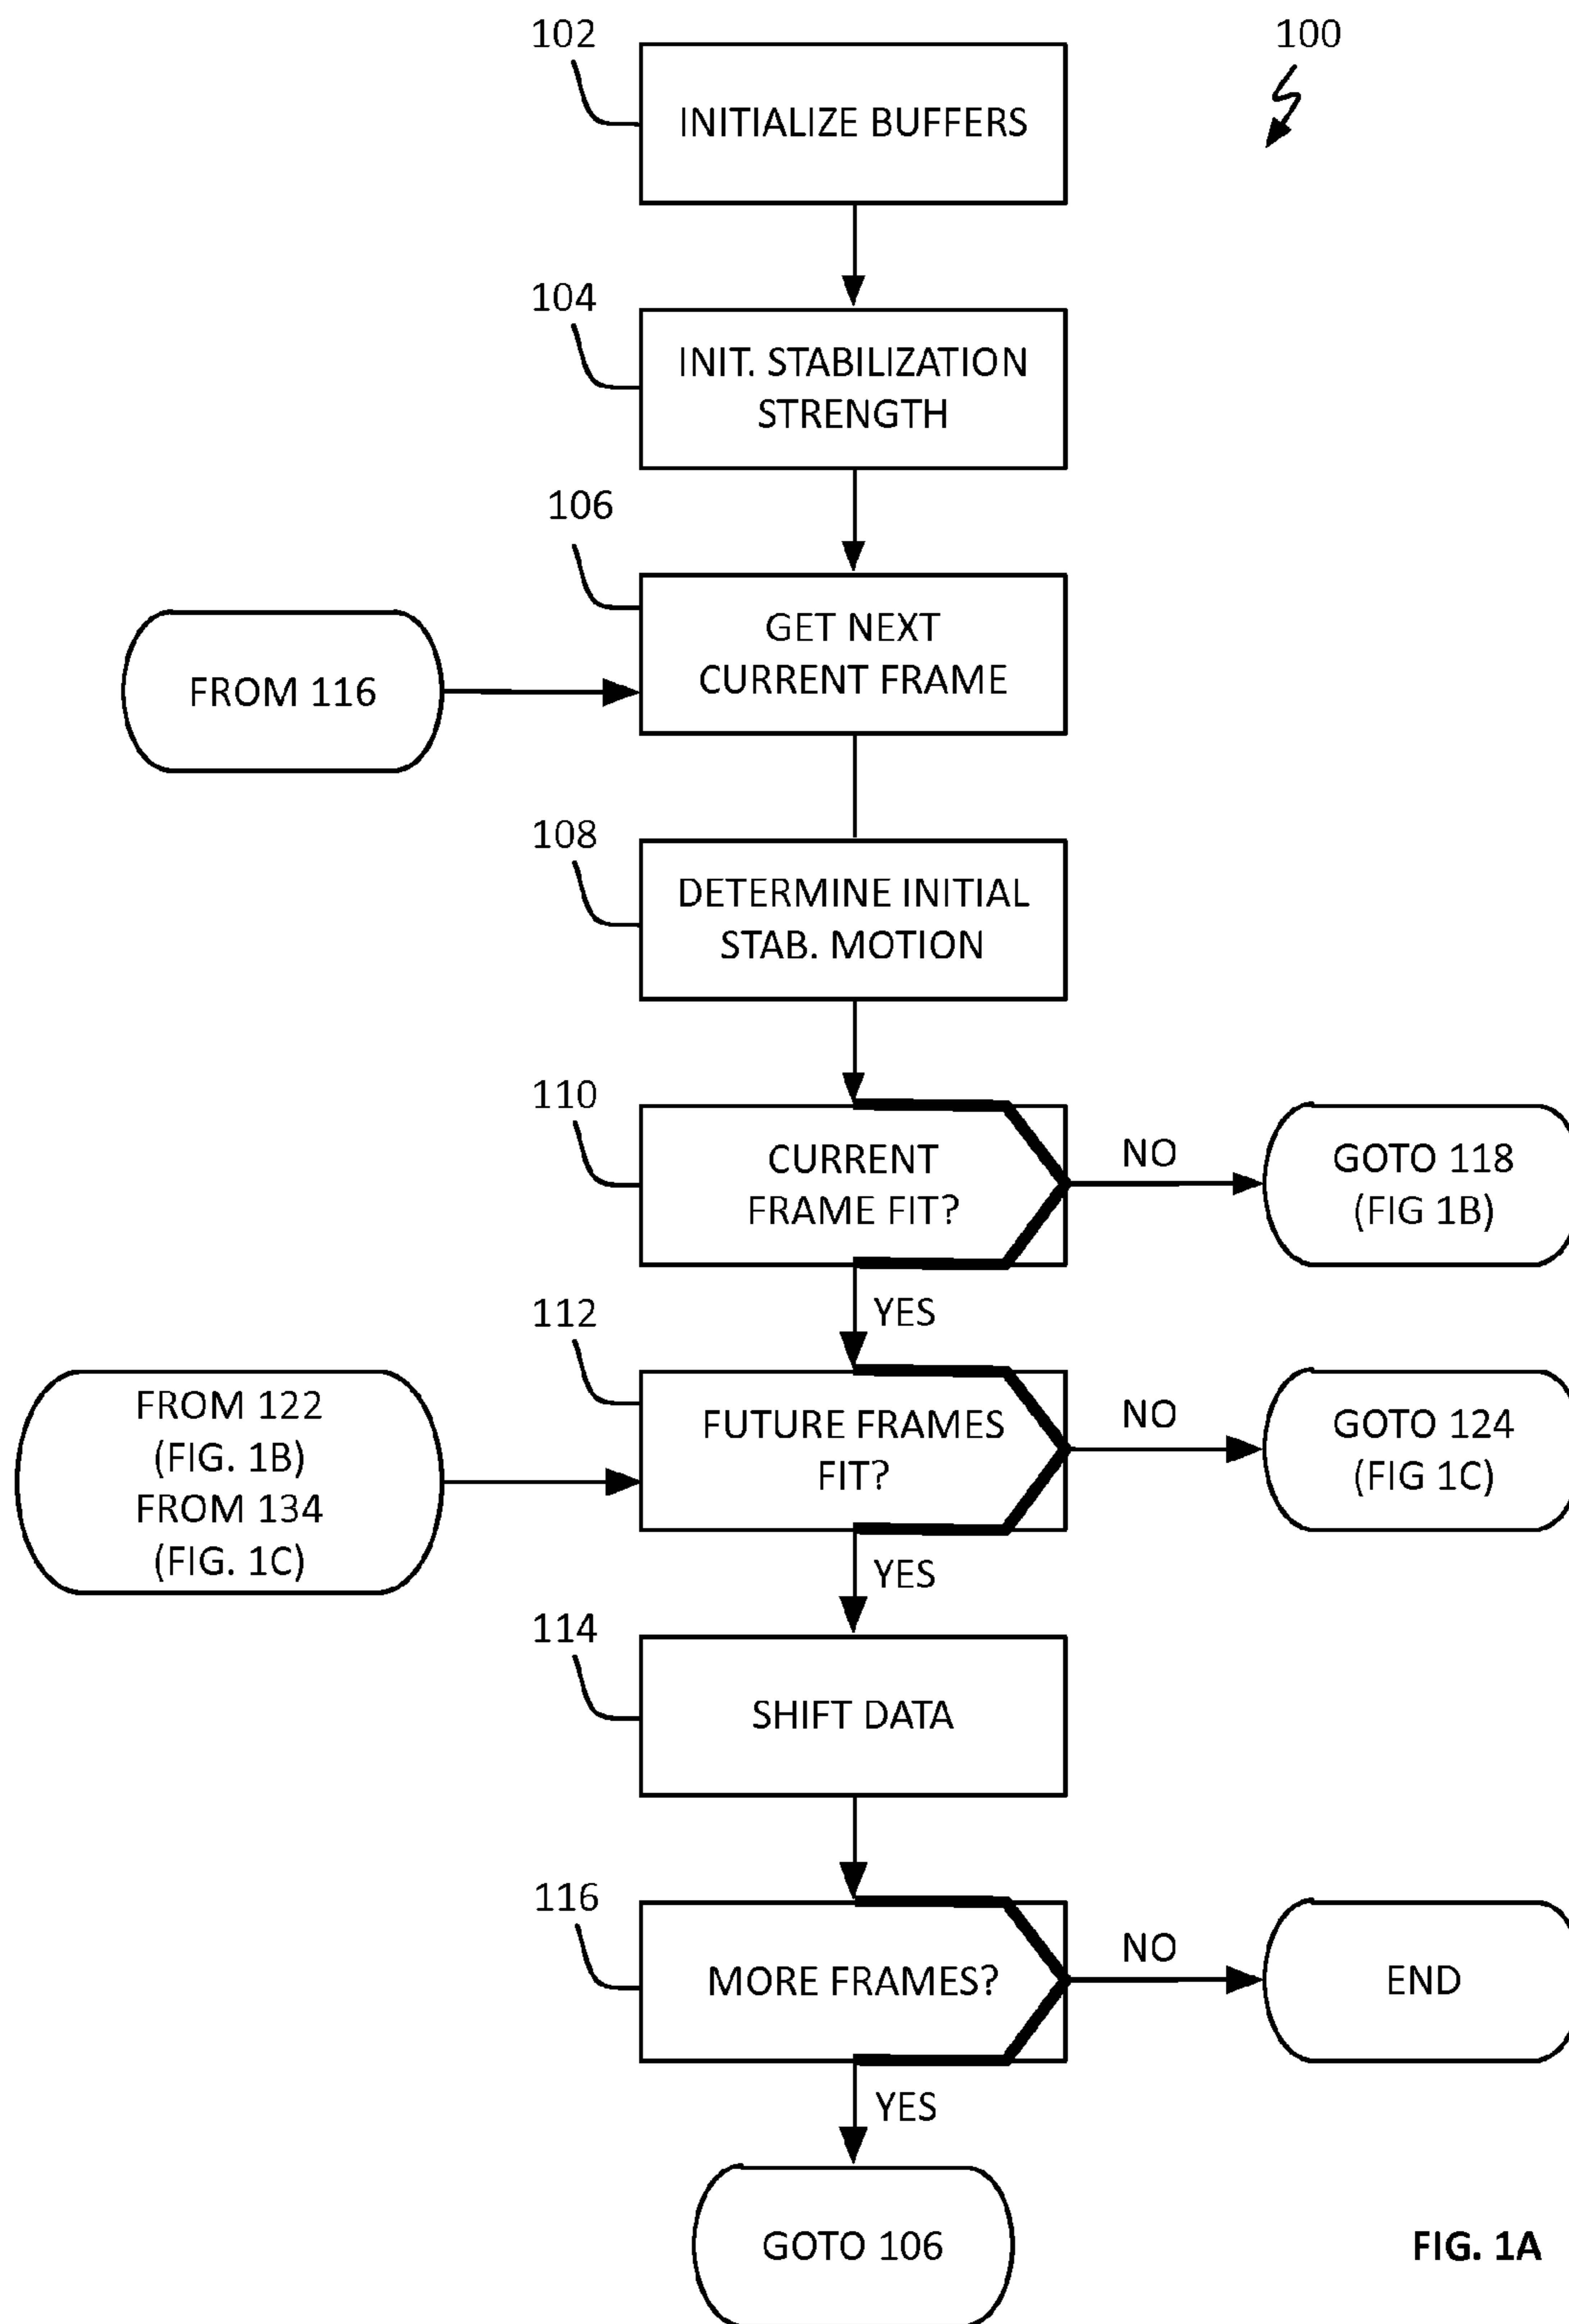 102
100
INITIALIZE BUFFERS
104
INIT. STABILIZATION
STRENGTH
106
GET NEXT
CURRENT FRAME
FROM 116
108
DETERMINE INITIAL
STAB. MOTION
110
CURRENT
FRAME FIT?
NO
GOTO 118
(FIG 1B)
YES
112
FROM 122
(FIG. 1B)
FROM 134
(FIG. 1C)
FUTURE FRAMES
FIT?
NO
GOTO 124
(FIG 1C)
YES
114
SHIFT DATA
116
MORE FRAMES?
NO
END
YES
GOTO 106
FIG. 1A